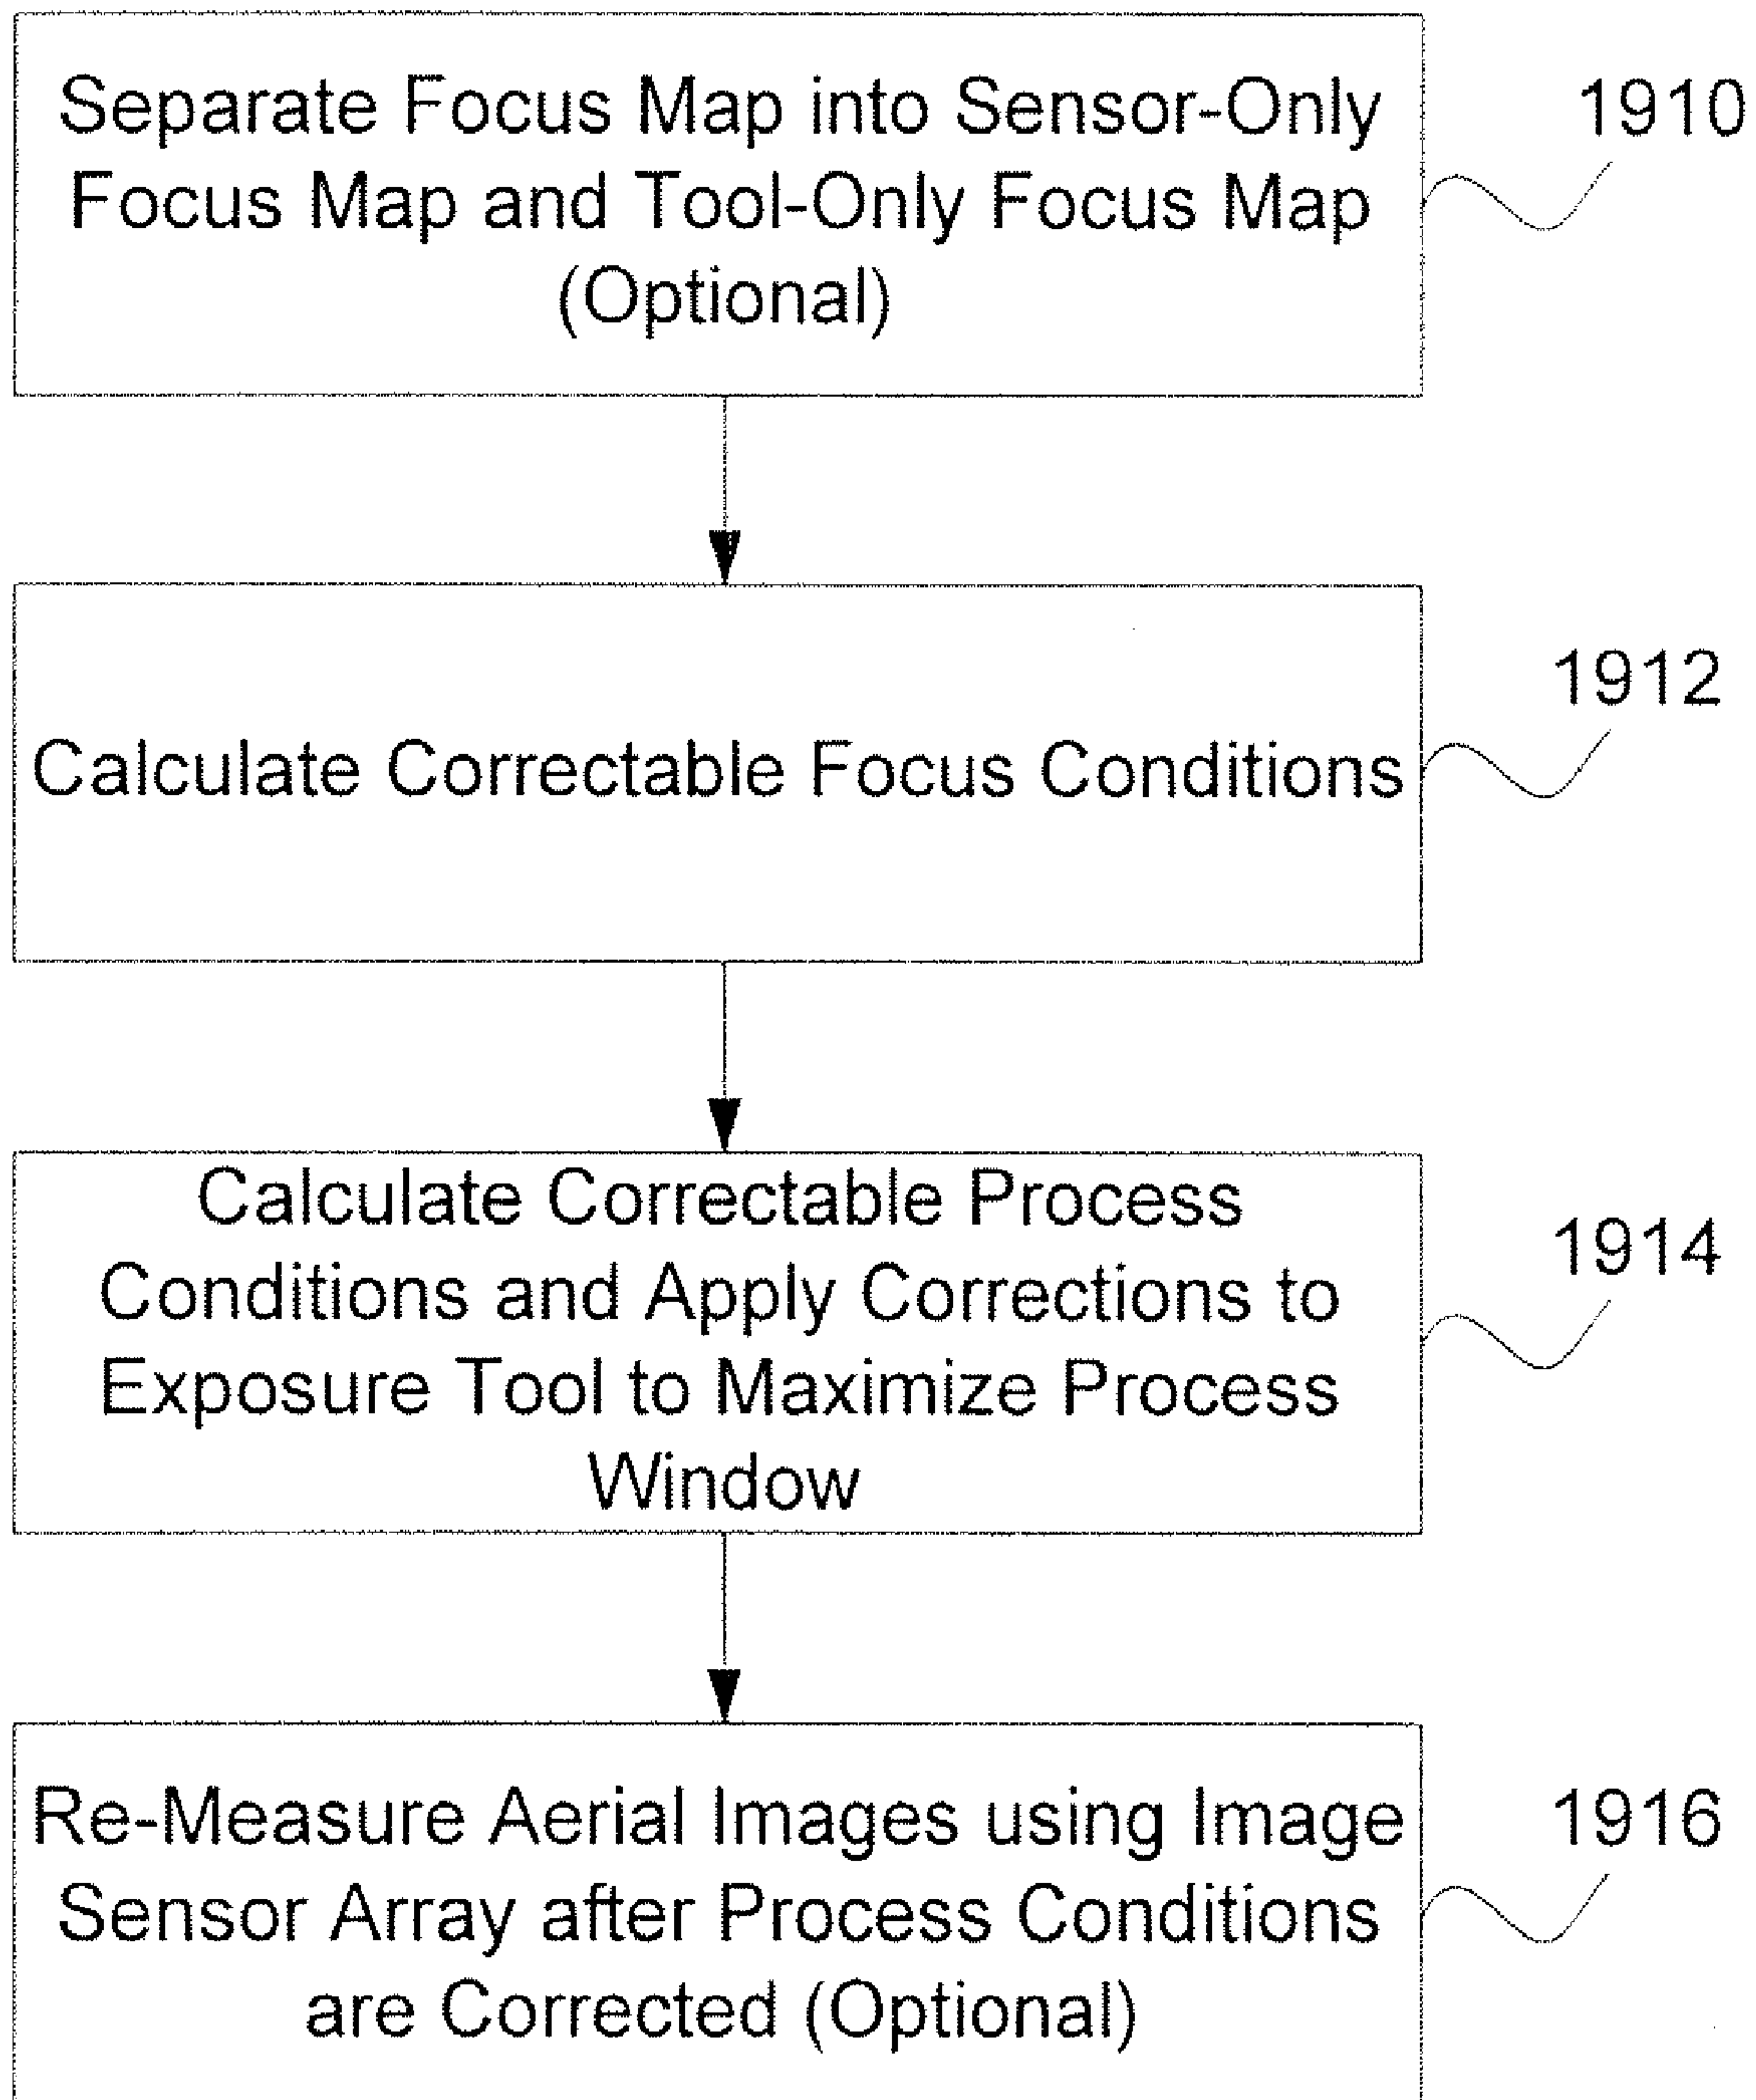 Separate Focus Map into Sensor-Only
Focus Map and Tool-Only Focus Map
(Optional)
1910
Calculate Correctable Focus Conditions
1912
Calculate Correctable Process
Conditions and Apply Corrections to
Exposure Tool to Maximize Process
Window
1914
Re-Measure Aerial Images using Image
Sensor Array after Process Conditions
are Corrected (Optional)
1916